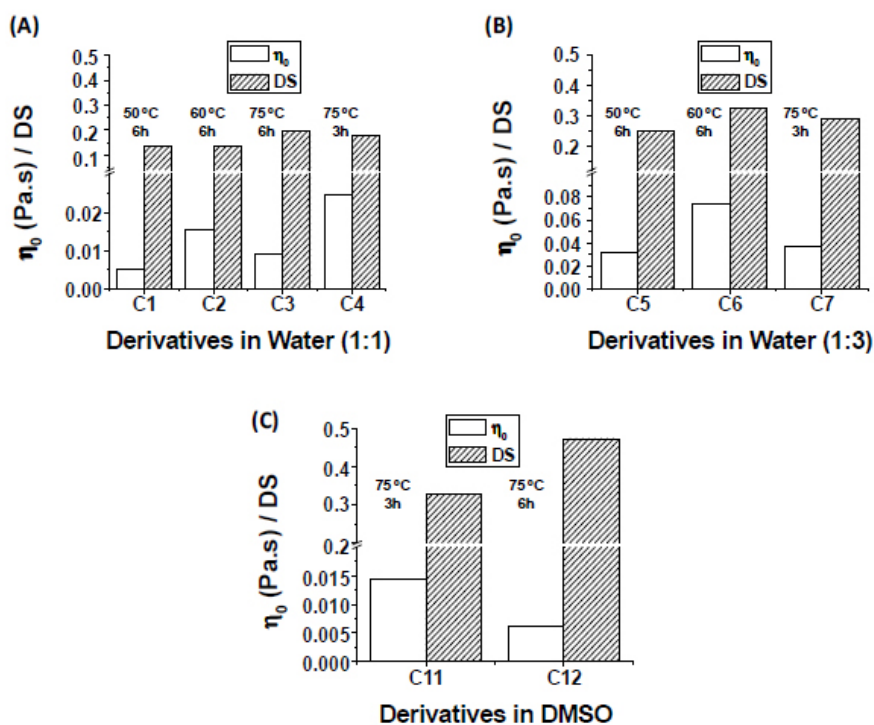 (A)
η₀
DS
0.5
0.4
0.3
0.2
0.1
0.02
0.01
0.00
η₀ (Pa.s) / DS
50ºC
6h
60ºC
6h
75ºC
6h
75ºC
3h
C1 C2 C3 C4
Derivatives in Water (1:1)
(B)
η₀
DS
0.5
0.4
0.3
0.2
0.08
0.06
0.04
0.02
0.00
η₀ (Pa.s) / DS
50ºC
6h
60ºC
6h
75ºC
3h
C5 C6 C7
Derivatives in Water (1:3)
(C)
η₀
DS
0.5
0.4
0.3
0.2
0.015
0.010
0.005
0.000
η₀ (Pa.s) / DS
75ºC
3h
75ºC
6h
C11 C12
Derivatives in DMSO